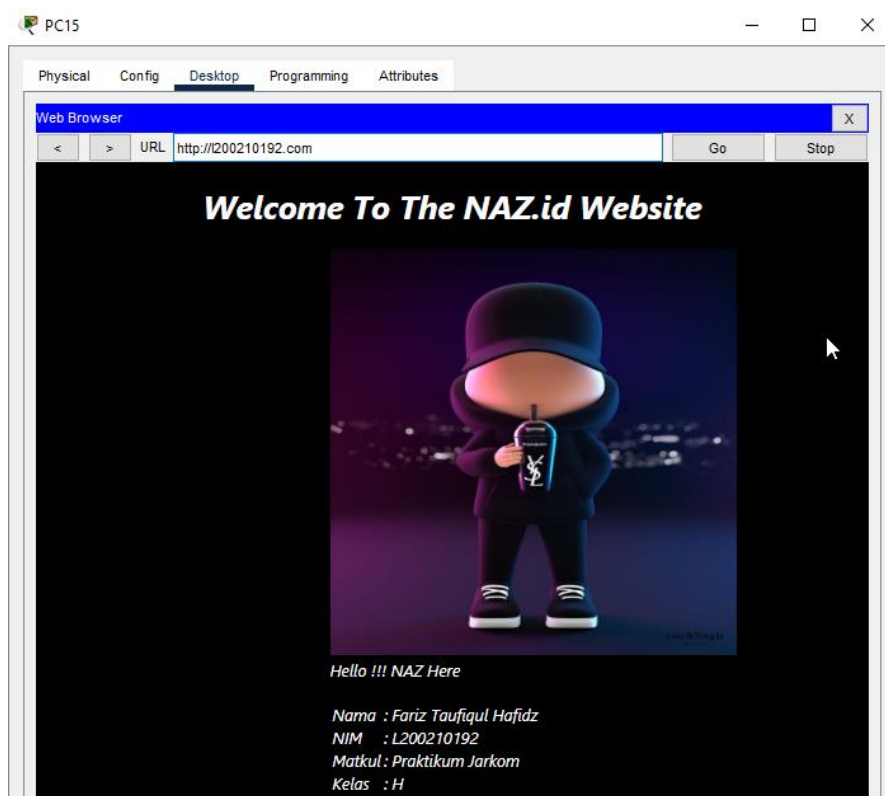 PC15
Physical Config Desktop Programming Attributes
Web Browser X
< > URL http://l200210192.com Go Stop
Welcome To The NAZ.id Website
YSL
Hello !!! NAZ Here
Nama : Fariz Taufiqul Hafidz
NIM : L200210192
Matkul : Praktikum Jarkom
Kelas : H